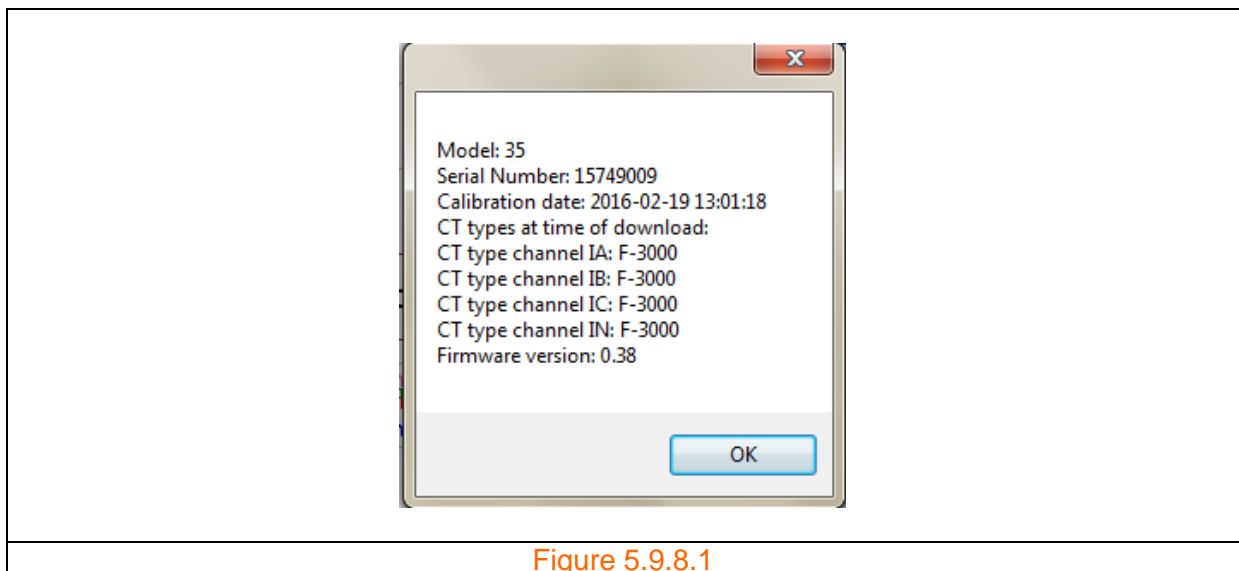 Model: 35
Serial Number: 15749009
Calibration date: 2016-02-19 13:01:18
CT types at time of download:
CT type channel IA: F-3000
CT type channel IB: F-3000
CT type channel IC: F-3000
CT type channel IN: F-3000
Firmware version: 0.38
OK
Figure 5.9.8.1